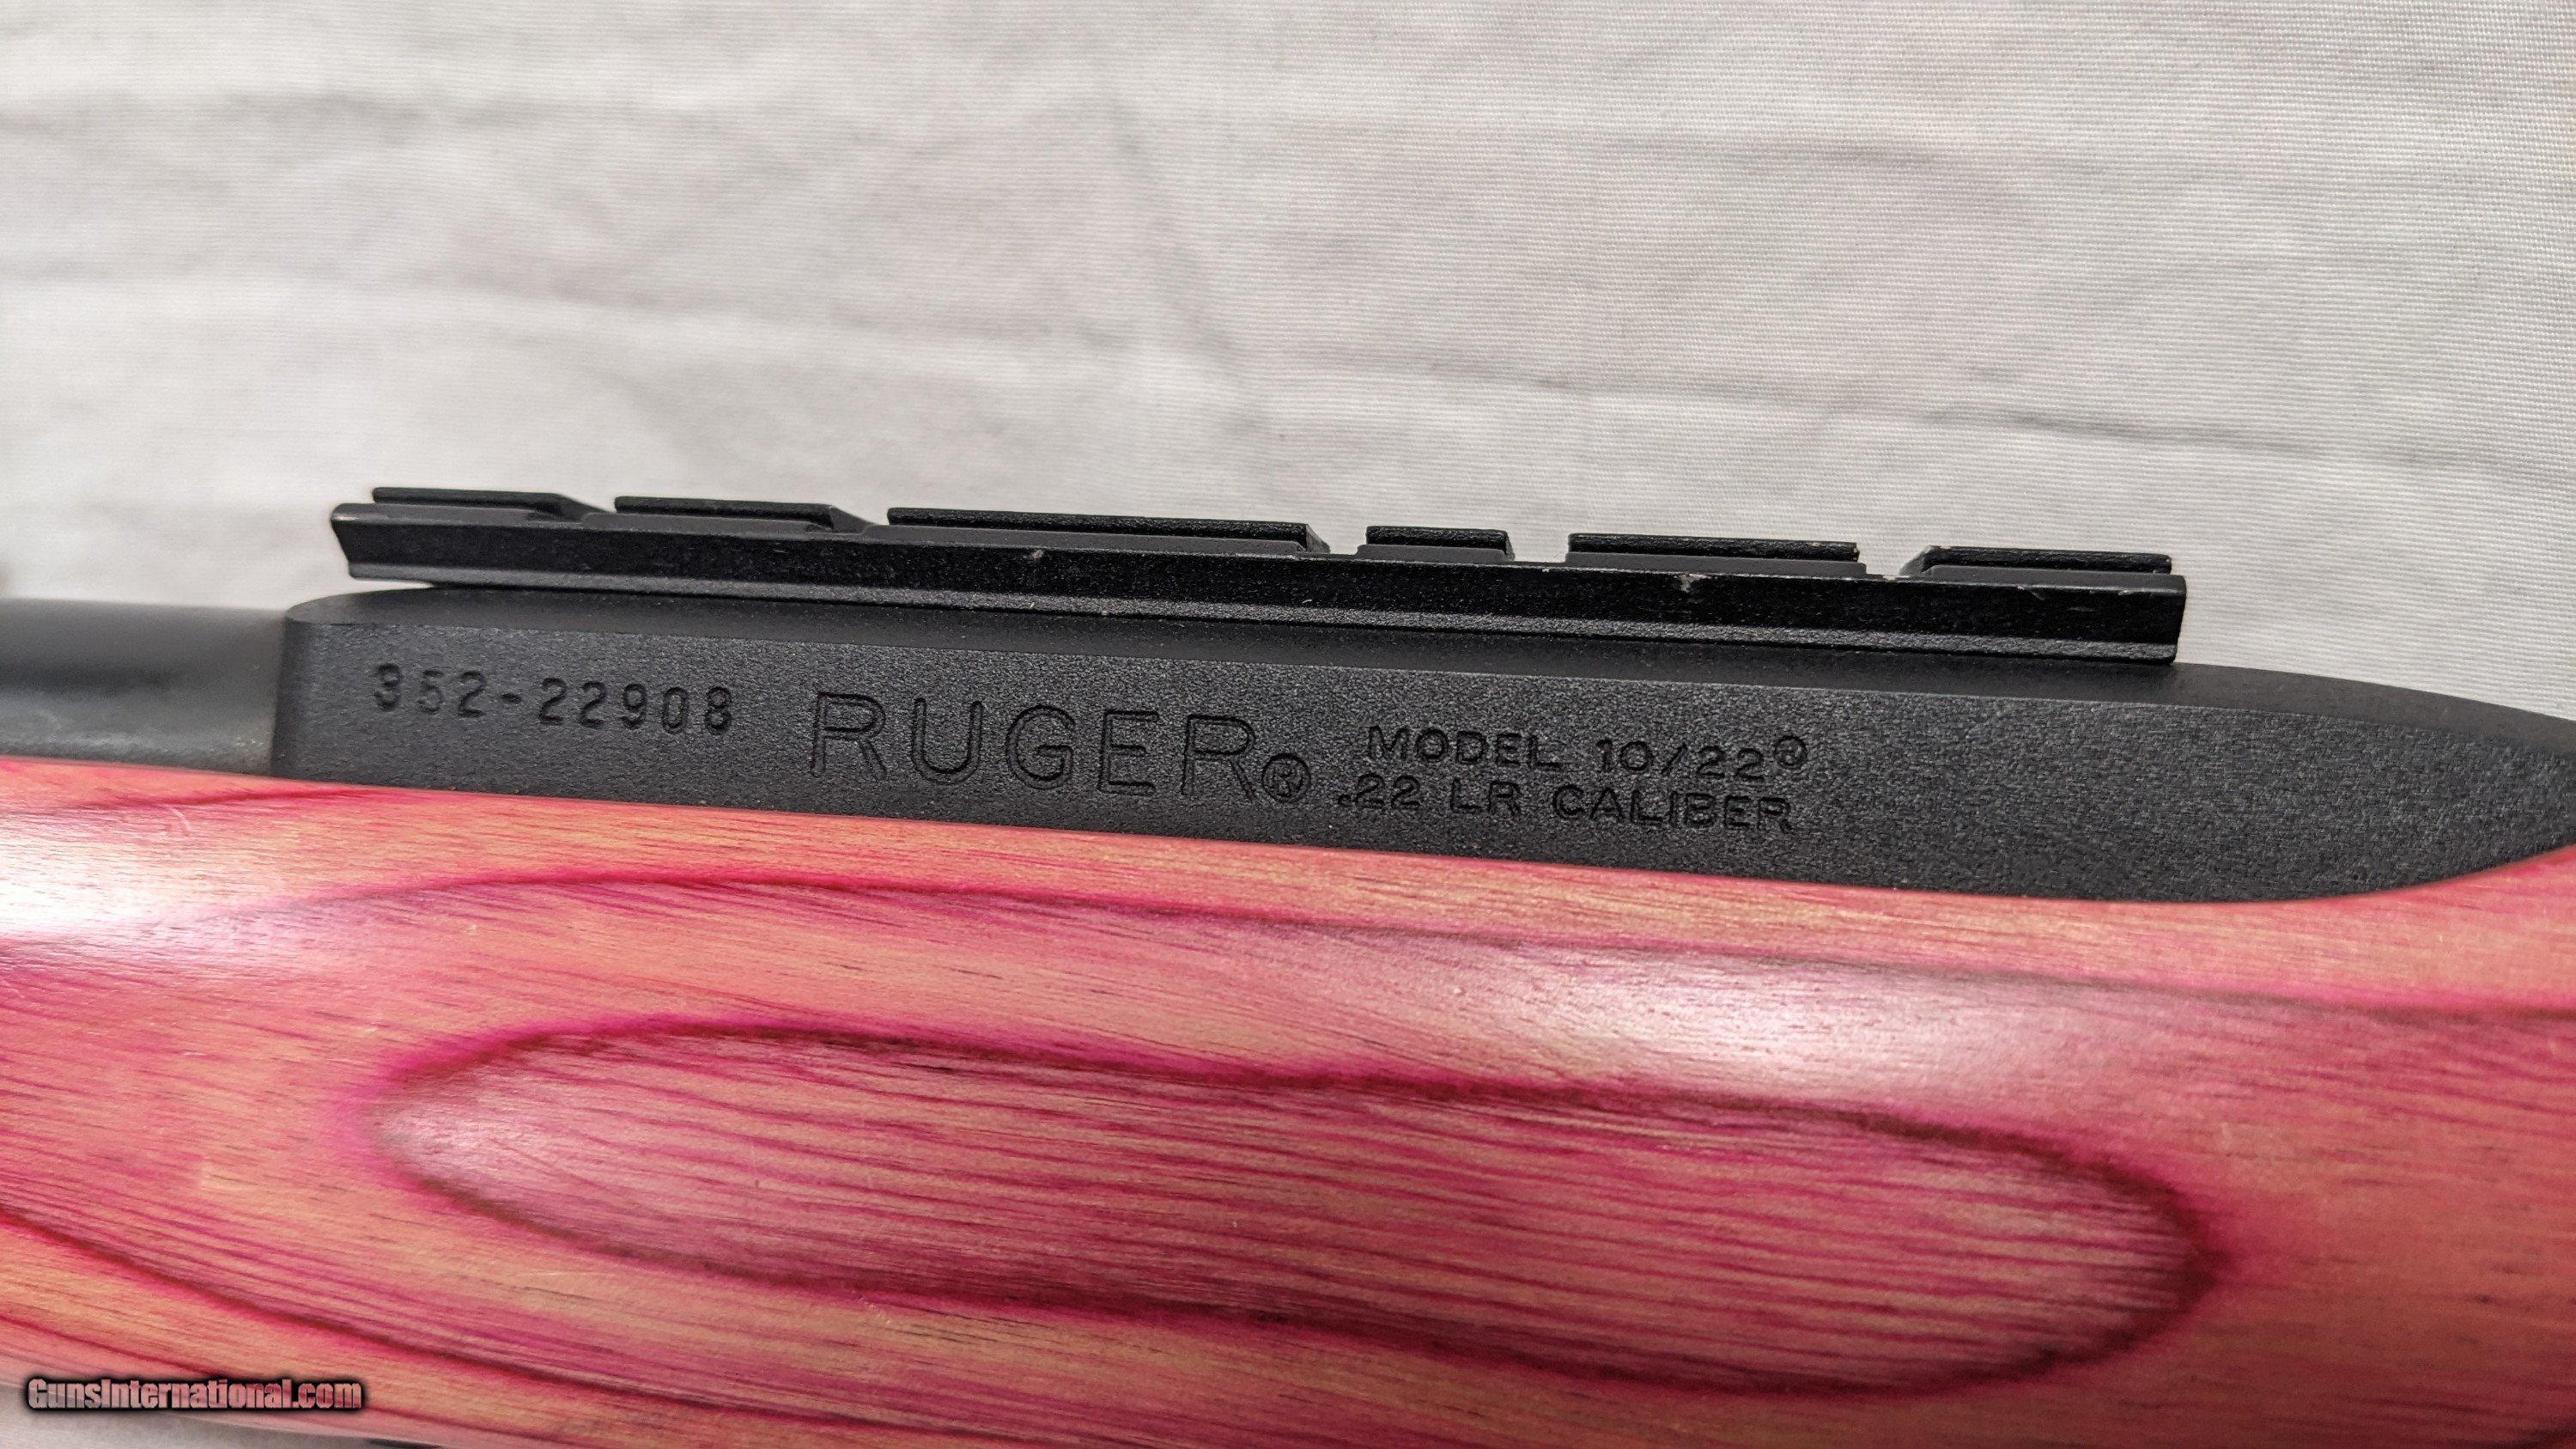 352-22908
RUGER®
MODEL 10/22®
.22 LR CALIBER
GunsInternational.com